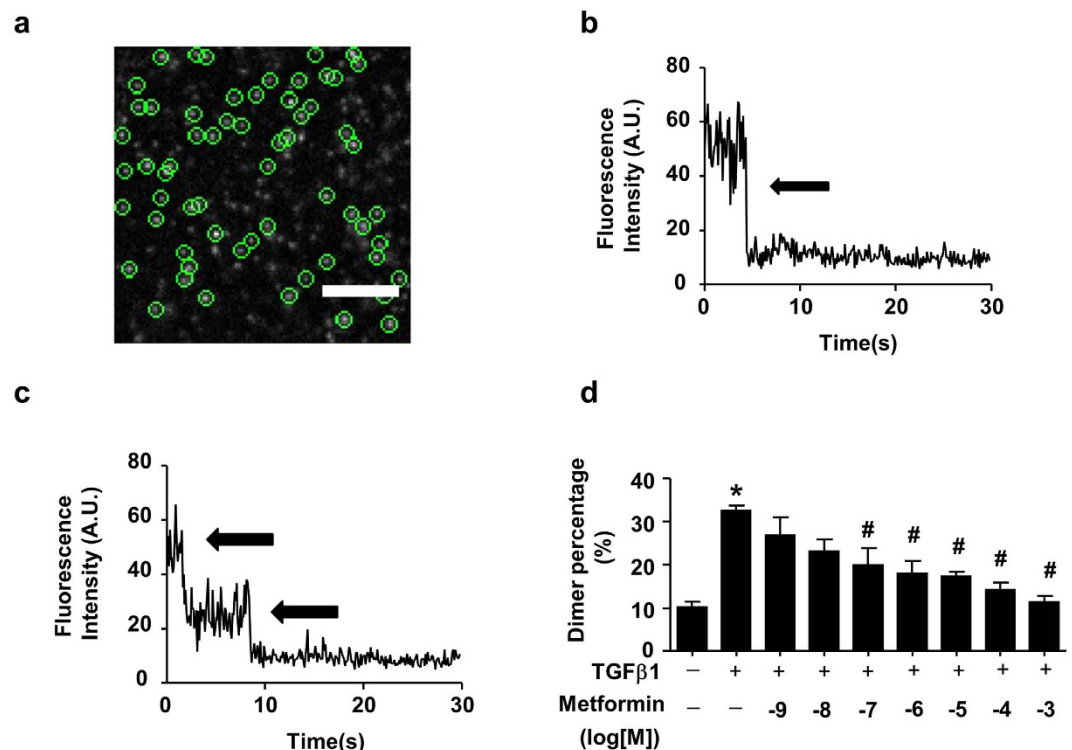 a
b
80
60
40
20
0
0 10 20 30
Fluorescence
Intensity (A.U.)
Time(s)
c
80
60
40
20
0
0 10 20 30
Fluorescence
Intensity (A.U.)
Time(s)
d
40
30
20
10
0
Dimer percentage
(%)
*
# # # # #
TGFβ1 – + + + + + + + +
Metformin – – -9 -8 -7 -6 -5 -4 -3
(log[M])